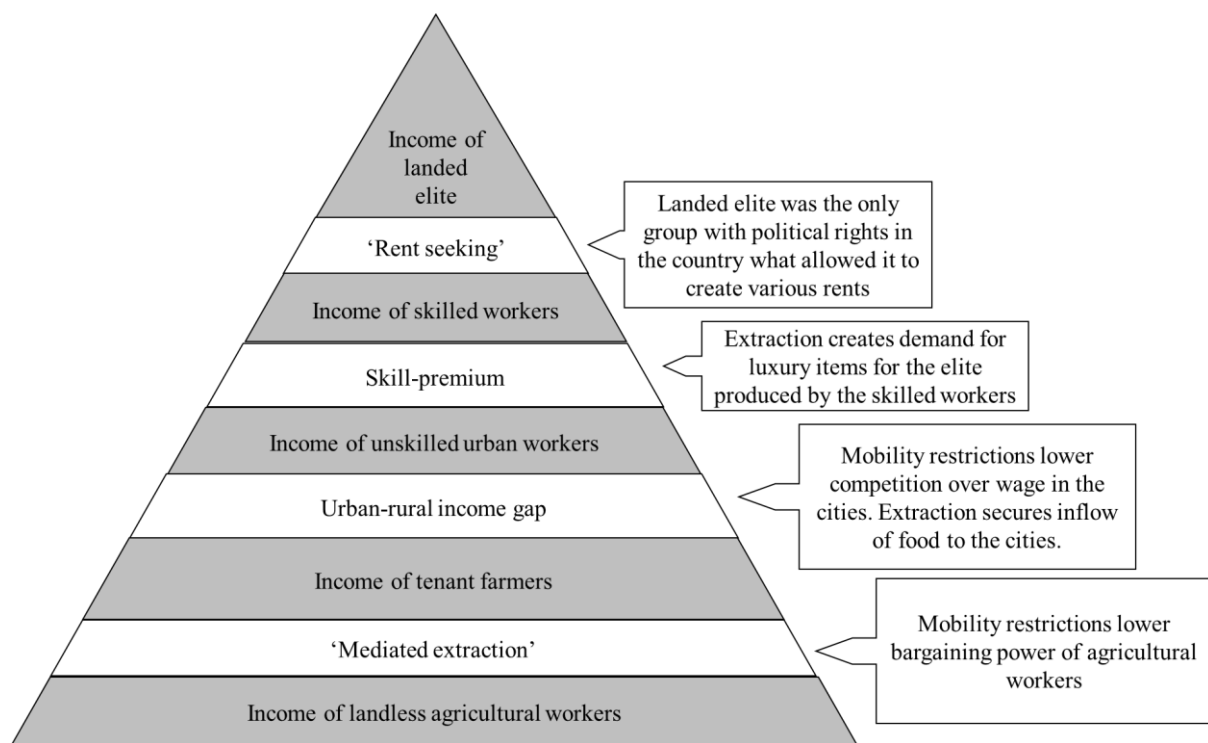 Income of
landed
elite
Landed elite was the only
group with political rights in
the country what allowed it to
create various rents
‘Rent seeking’
Income of skilled workers
Extraction creates demand for
luxury items for the elite
produced by the skilled workers
Skill-premium
Income of unskilled urban workers
Mobility restrictions lower
competition over wage in the
cities. Extraction secures inflow
of food to the cities.
Urban-rural income gap
Income of tenant farmers
Mobility restrictions lower
bargaining power of agricultural
workers
‘Mediated extraction’
Income of landless agricultural workers